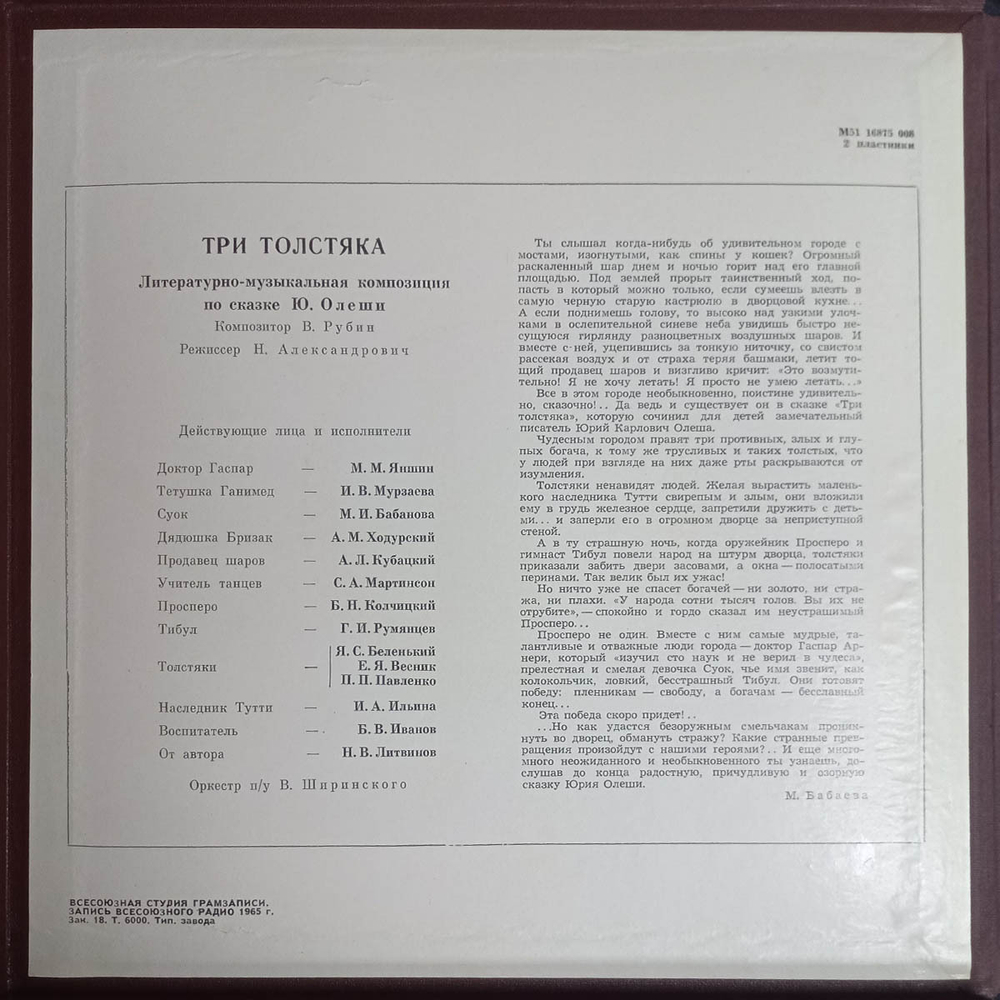 М51 16815 008
2 пластинки
ТРИ ТОЛСТЯКА
Литературно-музыкальная композиция
по сказке Ю. Олеши
Композитор В. Рубин
Режиссер Н. Александрович
Действующие лица и исполнители
Доктор Гаспар — М. М. Яншин
Тетушка Ганимед — И. В. Мурзаева
Суок — М. И. Бабанова
Дядюшка Бризак — А. М. Ходурский
Продавец шаров — А. Л. Кубацкий
Учитель танцев — С. А. Мартинсон
Просперо — Б. Н. Колчицкий
Тибул — Г. И. Румянцев
Толстяки — Я. С. Беленький
Е. Я. Весник
П. П. Павленко
Наследник Тутти — И. А. Ильина
Воспитатель — Б. В. Иванов
От автора — Н. В. Литвинов
Оркестр п/у В. Ширинского
Ты слышал когда-нибудь об удивительном городе с
мостами, изогнутыми, как спины у кошек? Огромный
раскаленный шар днем и ночью горит над его главной
площадью. Под землей прорыт таинственный ход, по-
пасть в который можно только, если сумеешь влезть в
самую черную старую кастрюлю в дворцовой кухне...
А если поднимешь голову, то высоко над узкими улоч-
ками в ослепительной синеве неба увидишь быстро не-
сущуюся гирлянду разноцветных воздушных шаров. И
вместе с ней, уцепившись за тонкую ниточку, со свистом
рассекая воздух и от страха теряя башмаки, летит то-
щий продавец шаров и визгливо кричит: «Это возмути-
тельно! Я не хочу летать! Я просто не умею летать...»
Все в этом городе необыкновенно, поистине удивитель-
но, сказочно!.. Да ведь и существует он в сказке «Три
толстяка», которую сочинил для детей замечательный
писатель Юрий Карлович Олеша.
Чудесным городом правят три противных, злых и глу-
пых богача, к тому же трусливых и таких толстых, что
у людей при взгляде на них даже рты раскрываются от
изумления.
Толстяки ненавидят людей. Желая вырастить малень-
кого наследника Тутти свирепым и злым, они вложили
ему в грудь железное сердце, запретили дружить с деть-
ми... и заперли его в огромном дворце за неприступной
стеной.
А в ту страшную ночь, когда оружейник Просперо и
гимнаст Тибул повели народ на штурм дворца, толстяки
приказали забить двери засовами, а окна — полосатыми
перинами. Так велик был их ужас!
Но ничто уже не спасет богачей — ни золото, ни стра-
жа, ни плахи. «У народа сотни тысяч голов. Вы их не
отрубите», — спокойно и гордо сказал им неустрашимый
Просперо...
Просперо не один. Вместе с ним самые мудрые, та-
лантливые и отважные люди города — доктор Гаспар Ар-
нери, который «изучил сто наук и не верил в чудеса»,
прелестная и смелая девочка Суок, чье имя звенит, как
колокольчик, ловкий, бесстрашный Тибул. Они готовят
победу: пленникам — свободу, а богачам — бесславный
конец...
Эта победа скоро придет!..
...Но как удастся безоружным смельчакам проник-
нуть во дворец, обмануть стражу? Какие странные прев-
ращения произойдут с нашими героями?.. И еще много-
много неожиданного и необыкновенного ты узнаешь, до-
слушав до конца радостную, причудливую и озорную
сказку Юрия Олеши.
М. Бабаева
ВСЕСОЮЗНАЯ СТУДИЯ ГРАМЗАПИСИ.
ЗАПИСЬ ВСЕСОЮЗНОГО РАДИО 1965 г.
Зак. 18. Т. 6000. Тип. завода